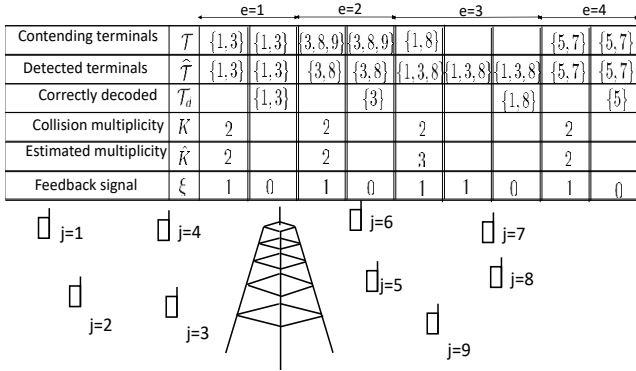 e=1 e=2 e=3 e=4
Contending terminals 𝒯 {1,3} {1,3} {3,8,9} {3,8,9} {1,8} {5,7} {5,7}
Detected terminals 𝒯̂ {1,3} {1,3} {3,8} {3,8} {1,3,8} {1,3,8} {1,3,8} {5,7} {5,7}
Correctly decoded 𝒯d {1,3} {3} {1,8} {5}
Collision multiplicity K 2 2 2 2
Estimated multiplicity K̂ 2 2 3 2
Feedback signal ξ 1 0 1 0 1 1 0 1 0
j=1 j=4 j=6 j=7
j=5 j=8
j=2 j=3 j=9